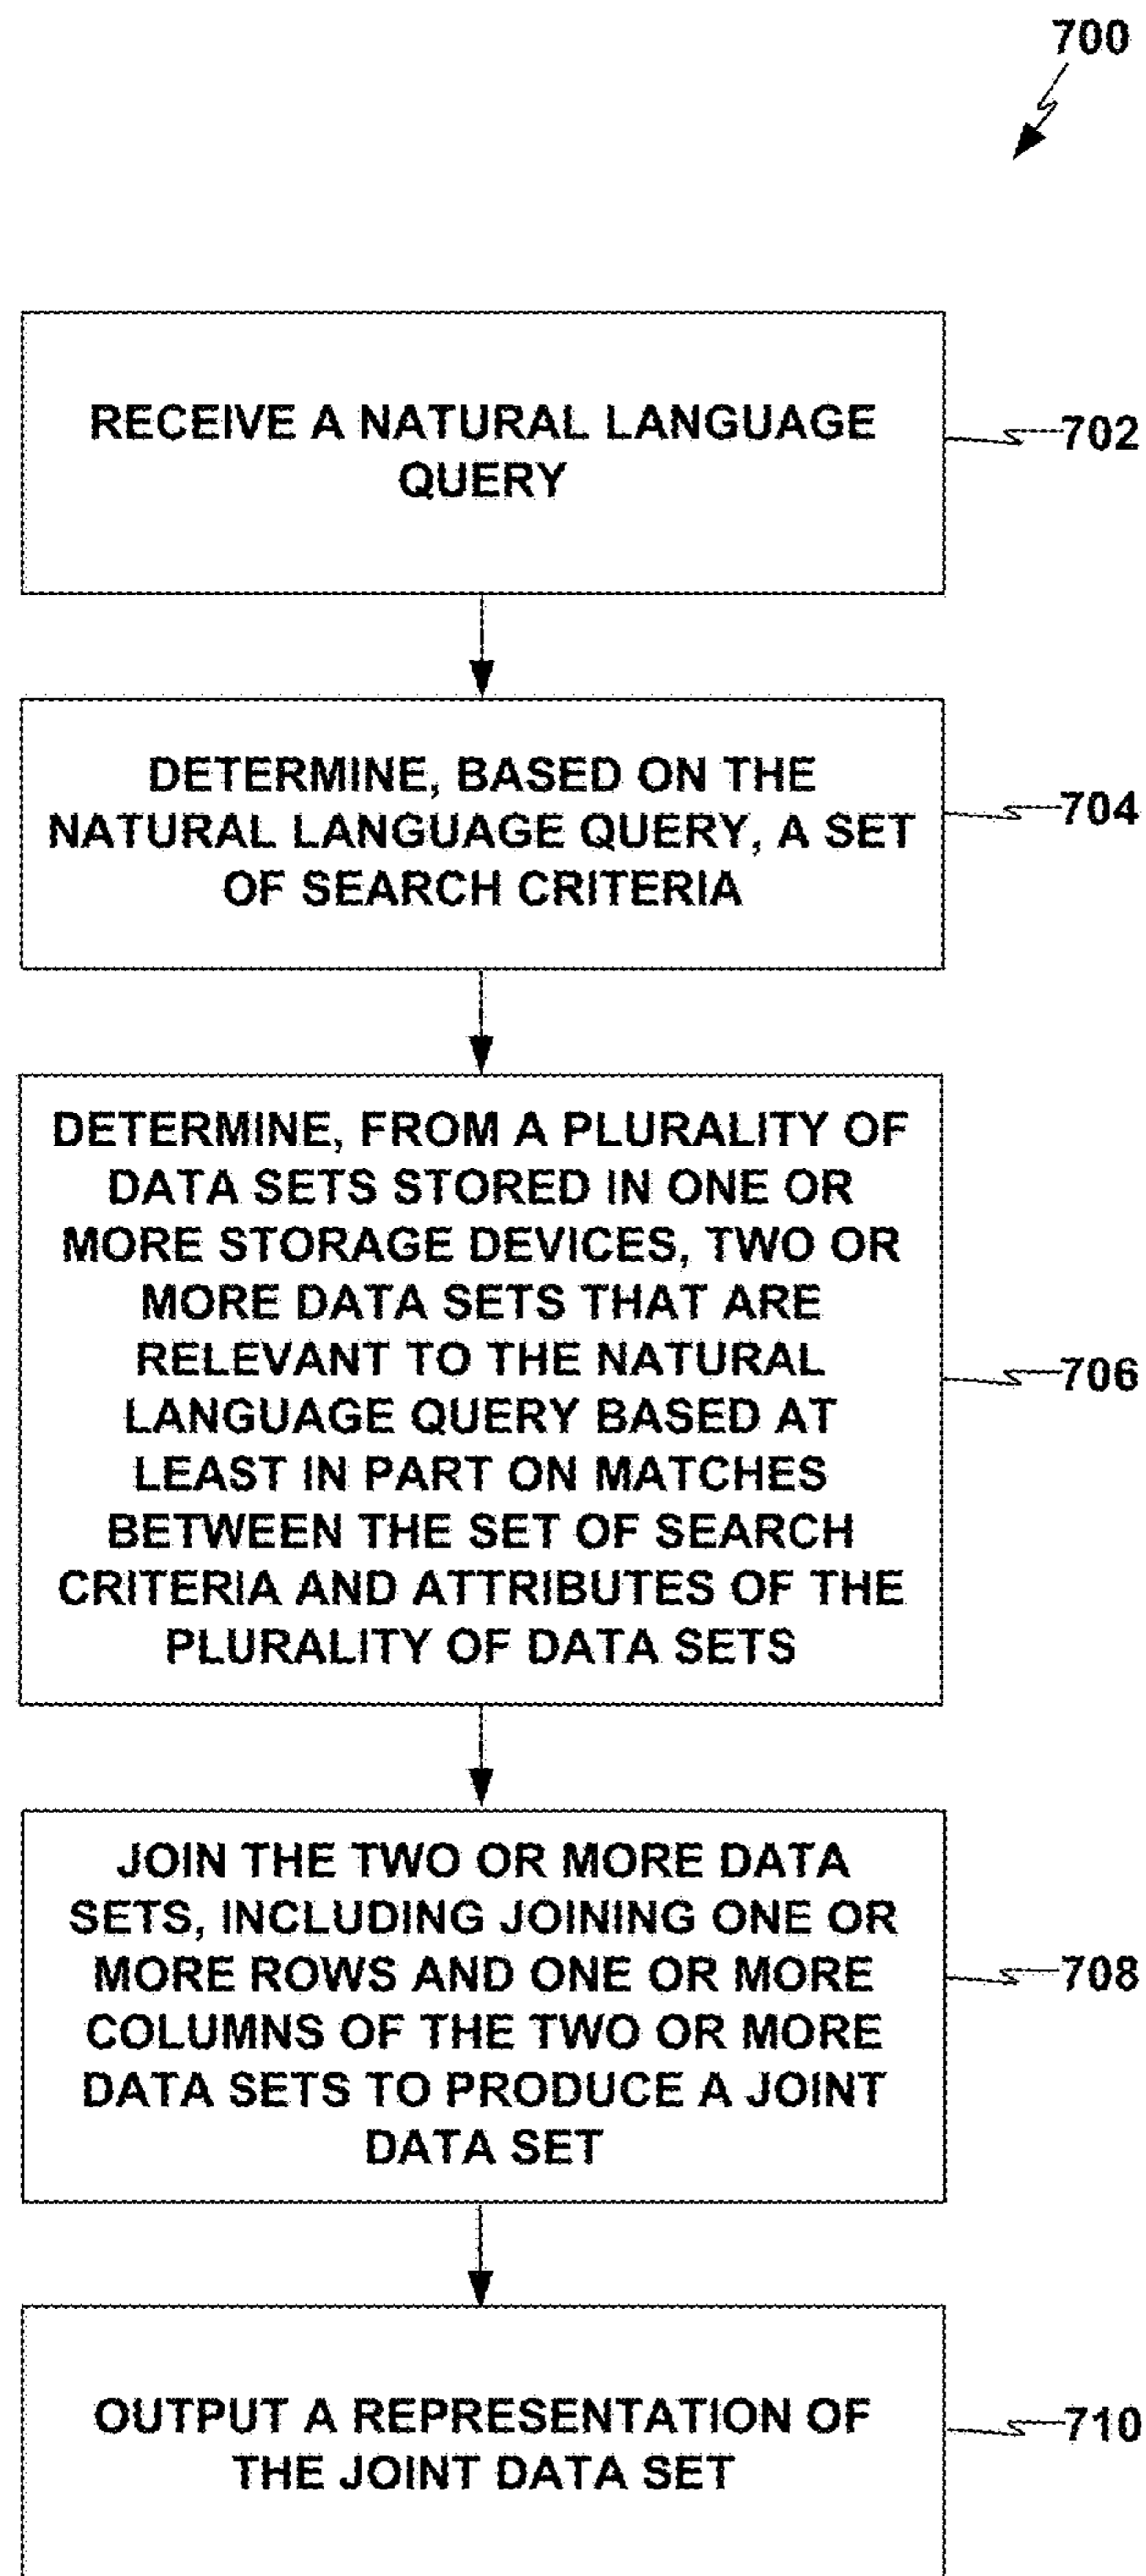 700
RECEIVE A NATURAL LANGUAGE
QUERY
702
DETERMINE, BASED ON THE
NATURAL LANGUAGE QUERY, A SET
OF SEARCH CRITERIA
704
DETERMINE, FROM A PLURALITY OF
DATA SETS STORED IN ONE OR
MORE STORAGE DEVICES, TWO OR
MORE DATA SETS THAT ARE
RELEVANT TO THE NATURAL
LANGUAGE QUERY BASED AT
LEAST IN PART ON MATCHES
BETWEEN THE SET OF SEARCH
CRITERIA AND ATTRIBUTES OF THE
PLURALITY OF DATA SETS
706
JOIN THE TWO OR MORE DATA
SETS, INCLUDING JOINING ONE OR
MORE ROWS AND ONE OR MORE
COLUMNS OF THE TWO OR MORE
DATA SETS TO PRODUCE A JOINT
DATA SET
708
OUTPUT A REPRESENTATION OF
THE JOINT DATA SET
710